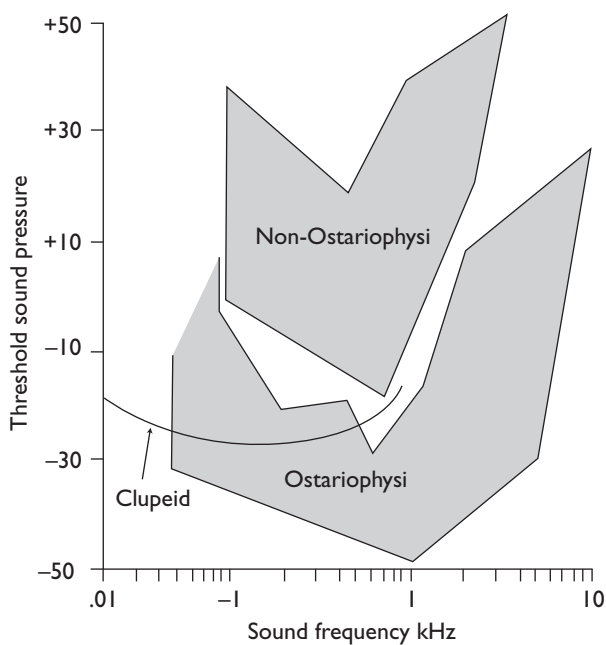 +50
+30
+10
–10
–30
–50
Threshold sound pressure
Non-Ostariophysi
Ostariophysi
Clupeid
.01 –1 1 10
Sound frequency kHz